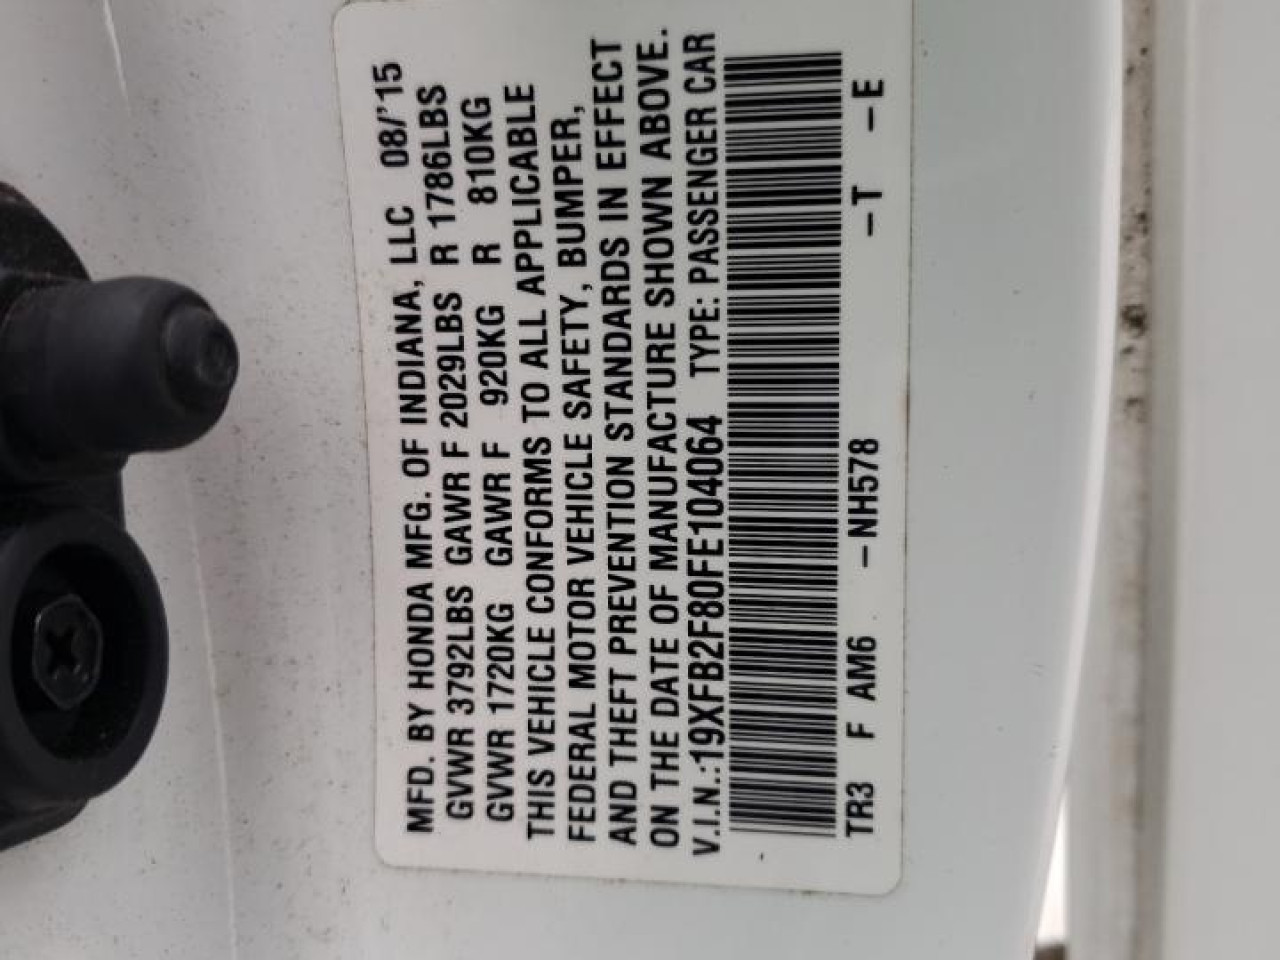 MFD. BY HONDA MFG. OF INDIANA, LLC 08/'15
GVWR 3792LBS GAWR F 2029LBS R 1786LBS
GVWR 1720KG GAWR F 920KG R 810KG
THIS VEHICLE CONFORMS TO ALL APPLICABLE
FEDERAL MOTOR VEHICLE SAFETY, BUMPER,
AND THEFT PREVENTION STANDARDS IN EFFECT
ON THE DATE OF MANUFACTURE SHOWN ABOVE.
V.I.N.:19XFB2F80FE104064 TYPE: PASSENGER CAR
TR3 F AM6 –NH578 –T –E